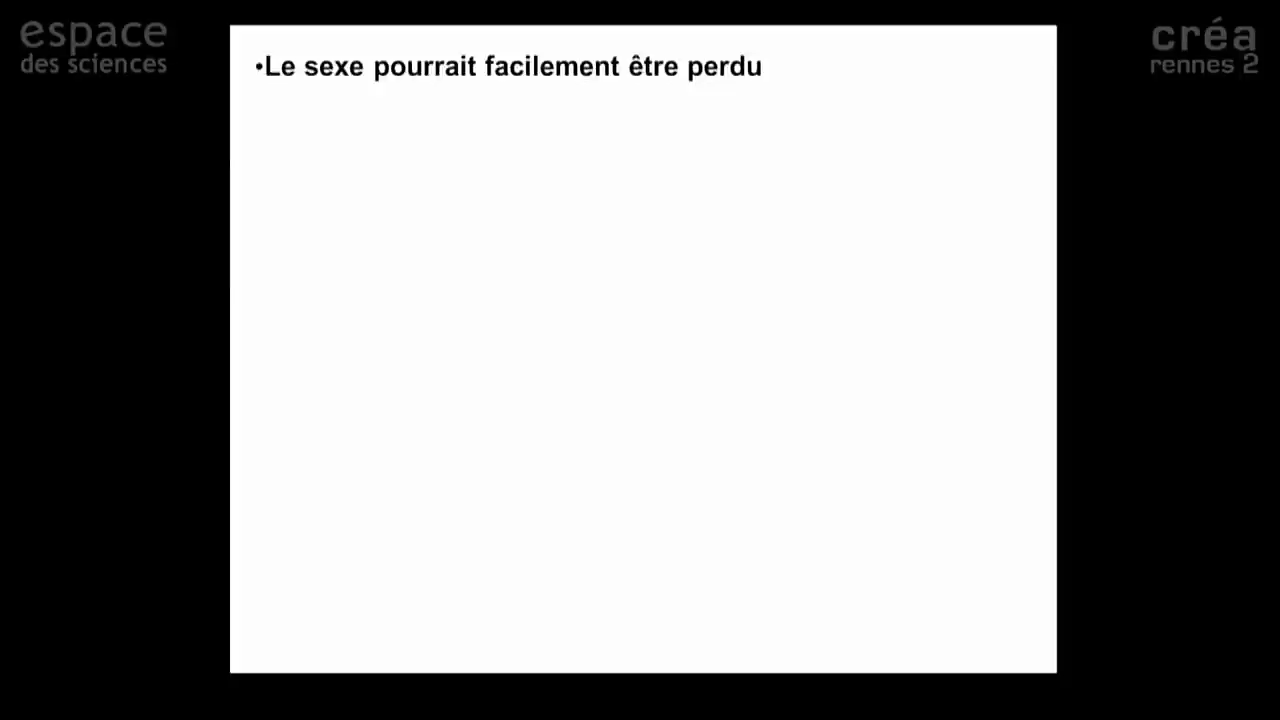 espace
des sciences
•Le sexe pourrait facilement être perdu
créa
rennes 2